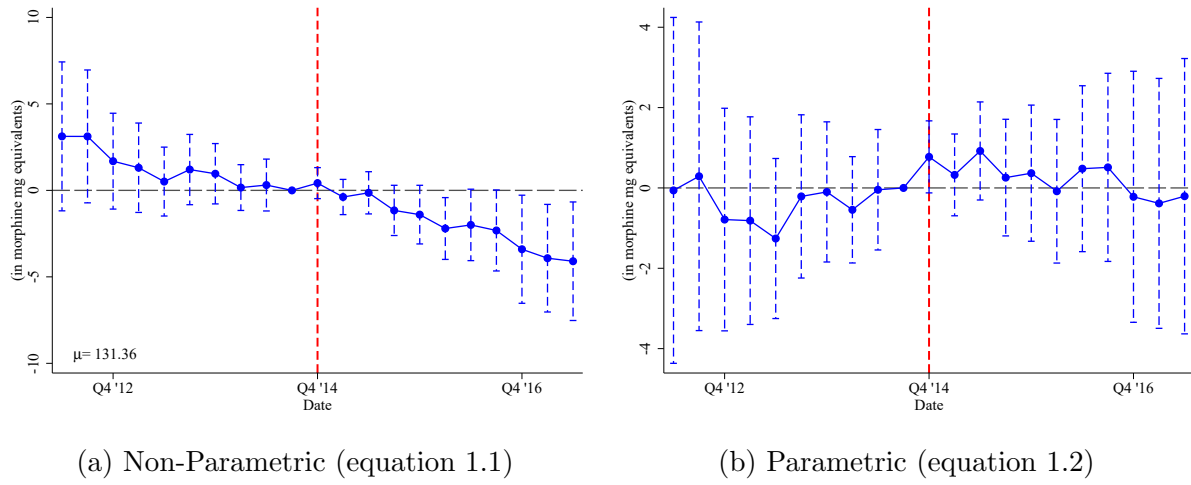 (in morphine mg equivalents)
10
5
0
-5
-10
μ= 131.36
Q4 '12
Q4 '14
Q4 '16
Date
(a) Non-Parametric (equation 1.1)
(in morphine mg equivalents)
4
2
0
-2
-4
Q4 '12
Q4 '14
Q4 '16
Date
(b) Parametric (equation 1.2)